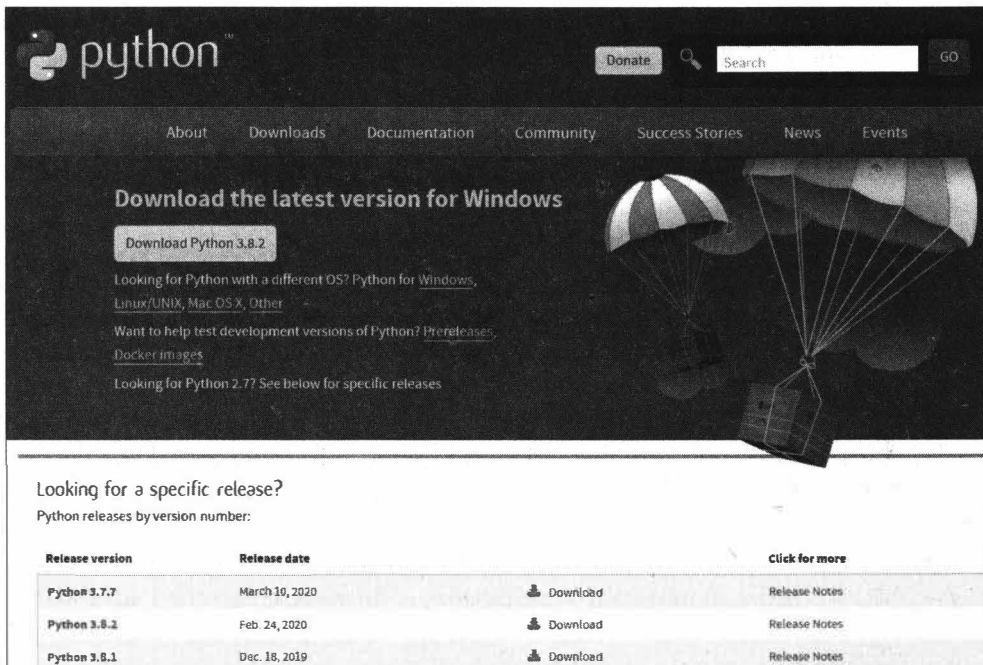 python™
Donate
Search
GO
About Downloads Documentation Community Success Stories News Events
Download the latest version for Windows
Download Python 3.8.2
Looking for Python with a different OS? Python for Windows,
Linux/UNIX, Mac OS X, Other
Want to help test development versions of Python? Prereleases,
Docker images
Looking for Python 2.7? See below for specific releases
Looking for a specific release?
Python releases by version number:
Release version Release date Click for more
Python 3.7.7 March 10, 2020 Download Release Notes
Python 3.8.2 Feb. 24, 2020 Download Release Notes
Python 3.8.1 Dec. 18, 2019 Download Release Notes